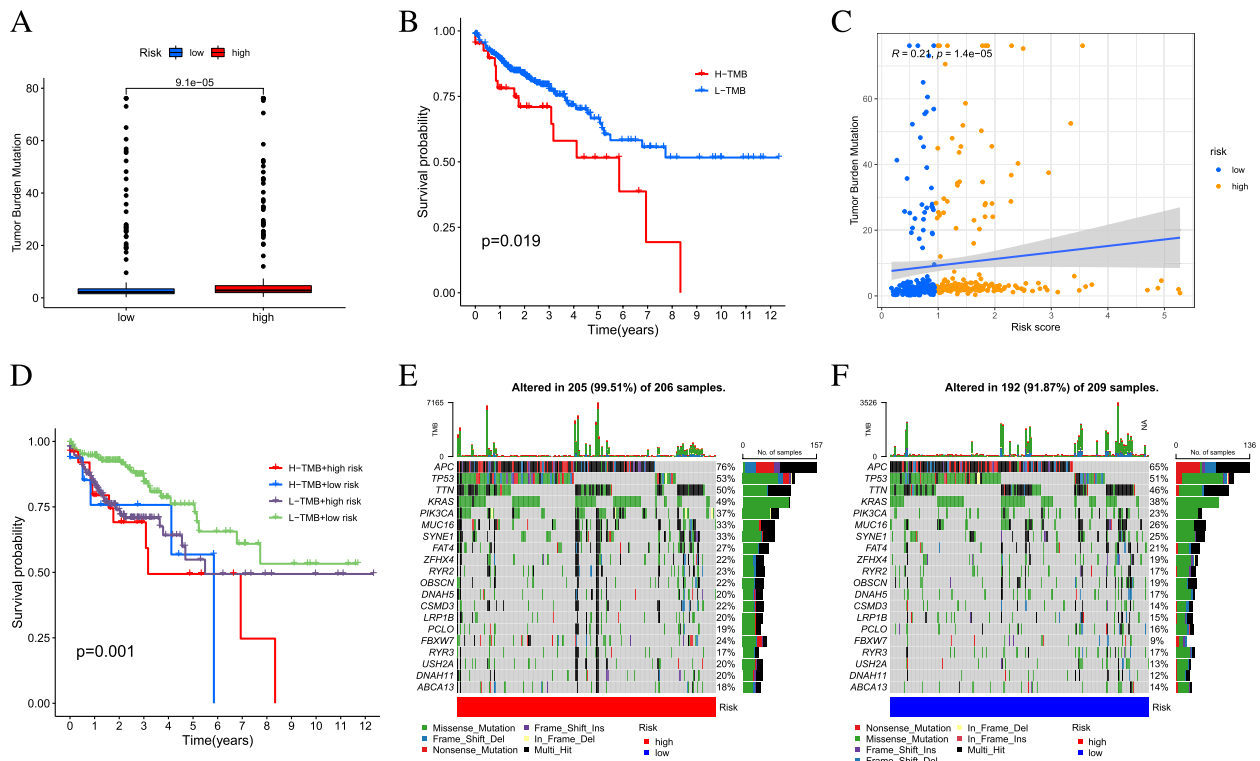 A
Risk low high
9.1e−05
Tumor Burden Mutation
80
60
40
20
0
low high
B
1.00
0.75
0.50
0.25
0.00
Survival probability
H−TMB
L−TMB
p=0.019
0 1 2 3 4 5 6 7 8 9 10 11 12
Time(years)
C
R = 0.21, p = 1.4e−05
Tumor Burden Mutation
60
40
20
0
0 1 2 3 4 5
Risk score
risk
low
high
D
1.00
0.75
0.50
0.25
0.00
Survival probability
H−TMB+high risk
H−TMB+low risk
L−TMB+high risk
L−TMB+low risk
p=0.001
0 1 2 3 4 5 6 7 8 9 10 11 12
Time(years)
E
Altered in 205 (99.51%) of 206 samples.
7165
TMB
0
0 157
No. of samples
APC 76%
TP53 53%
TTN 50%
KRAS 49%
PIK3CA 37%
MUC16 33%
SYNE1 33%
FAT4 27%
ZFHX4 22%
RYR2 23%
OBSCN 22%
DNAH5 20%
CSMD3 22%
LRP1B 20%
PCLO 19%
FBXW7 24%
RYR3 17%
USH2A 20%
DNAH11 20%
ABCA13 18%
Risk
Missense_Mutation Frame_Shift_Ins Risk
Frame_Shift_Del In_Frame_Del high
Nonsense_Mutation Multi_Hit low
F
Altered in 192 (91.87%) of 209 samples.
3526
TMB
0
NA
0 136
No. of samples
APC 65%
TP53 51%
TTN 46%
KRAS 38%
PIK3CA 23%
MUC16 26%
SYNE1 25%
FAT4 21%
ZFHX4 19%
RYR2 17%
OBSCN 19%
DNAH5 17%
CSMD3 14%
LRP1B 15%
PCLO 16%
FBXW7 9%
RYR3 17%
USH2A 13%
DNAH11 12%
ABCA13 14%
Risk
Nonsense_Mutation In_Frame_Del Risk
Missense_Mutation In_Frame_Ins high
Frame_Shift_Ins Multi_Hit low
Frame_Shift_Del